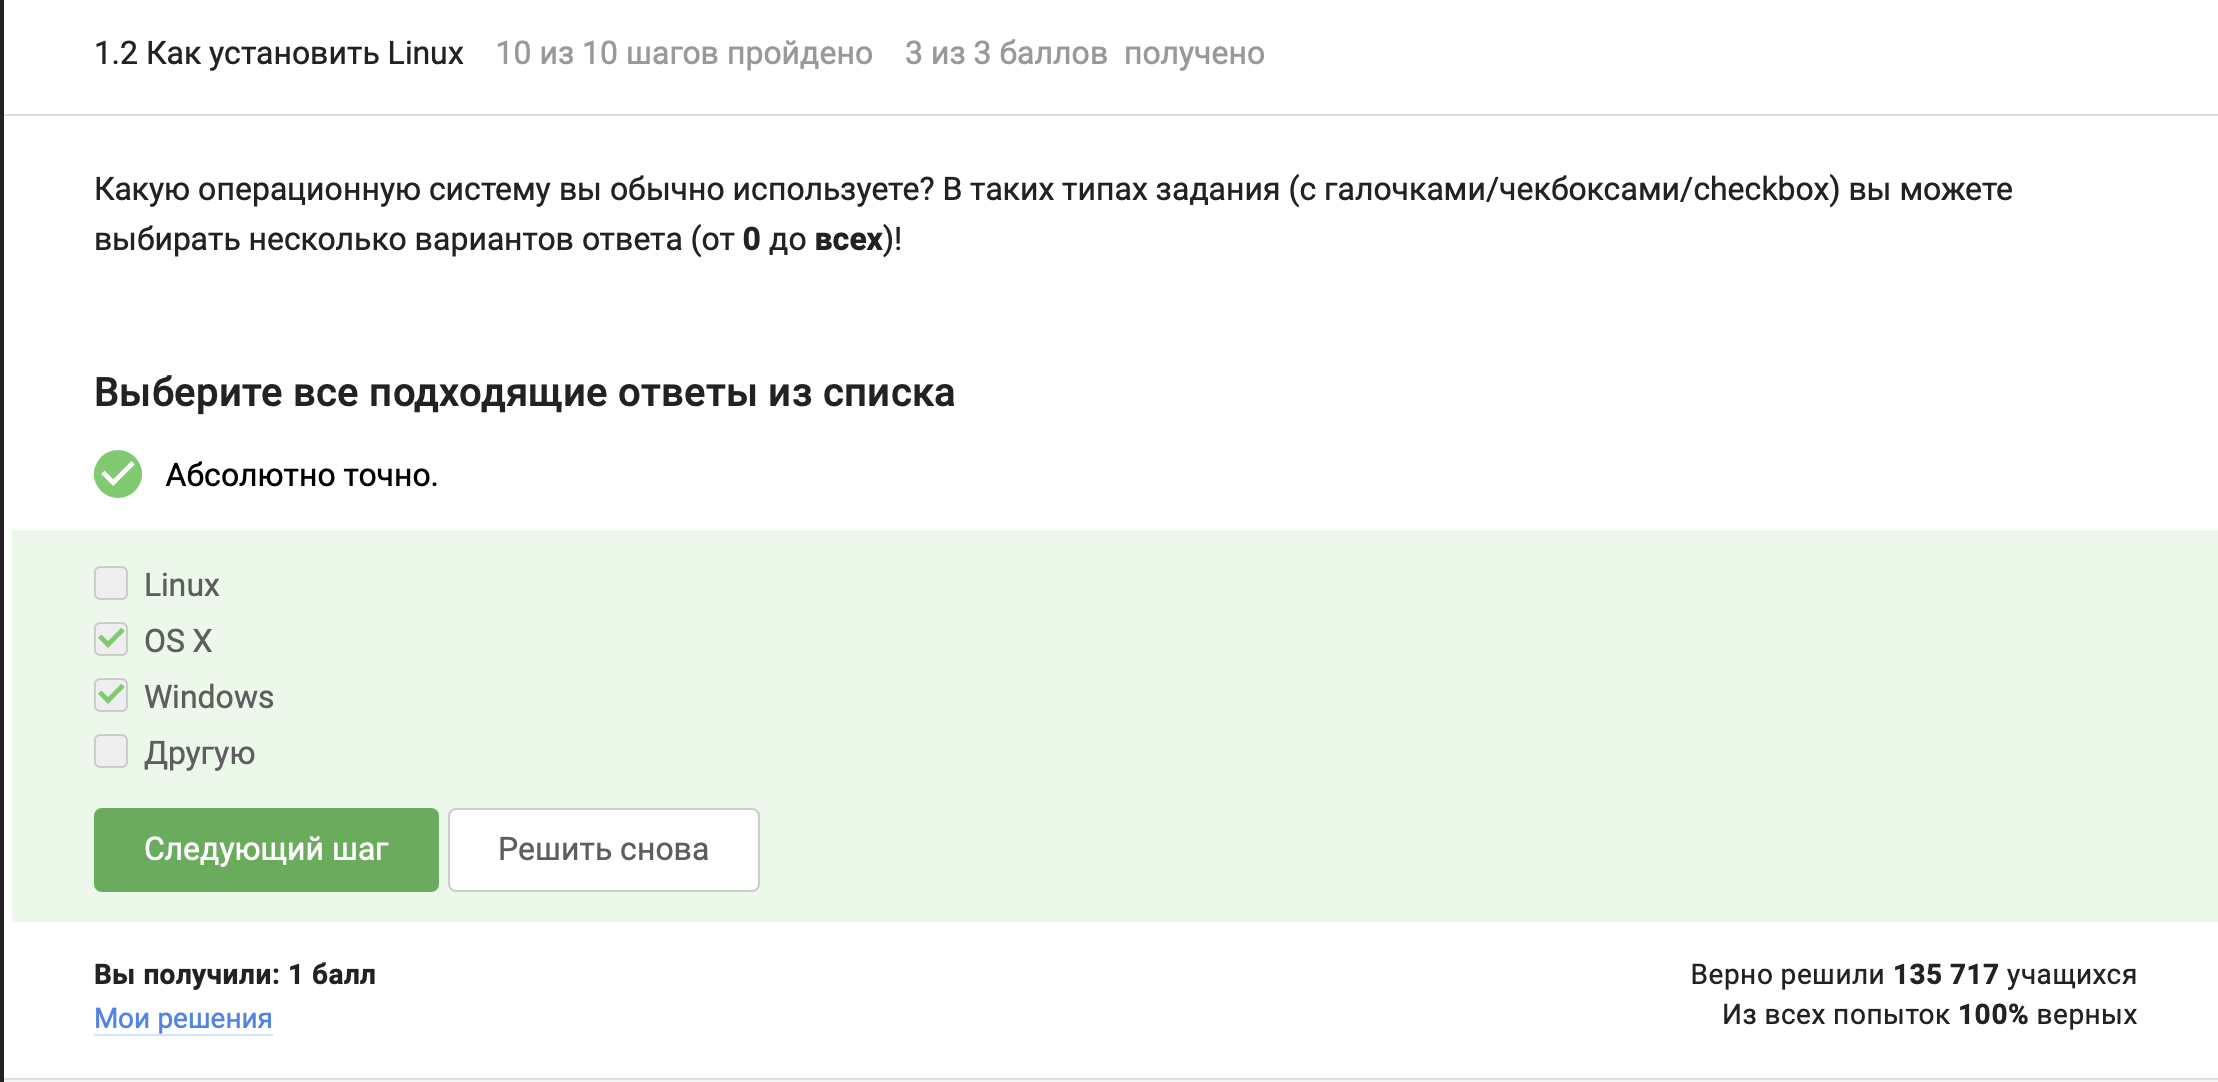 1.2 Как установить Linux 10 из 10 шагов пройдено 3 из 3 баллов получено
Какую операционную систему вы обычно используете? В таких типах задания (с галочками/чекбоксами/checkbox) вы можете
выбирать несколько вариантов ответа (от 0 до всех)!
Выберите все подходящие ответы из списка
Абсолютно точно.
Linux
OS X
Windows
Другую
Следующий шаг Решить снова
Вы получили: 1 балл
Мои решения
Верно решили 135 717 учащихся
Из всех попыток 100% верных